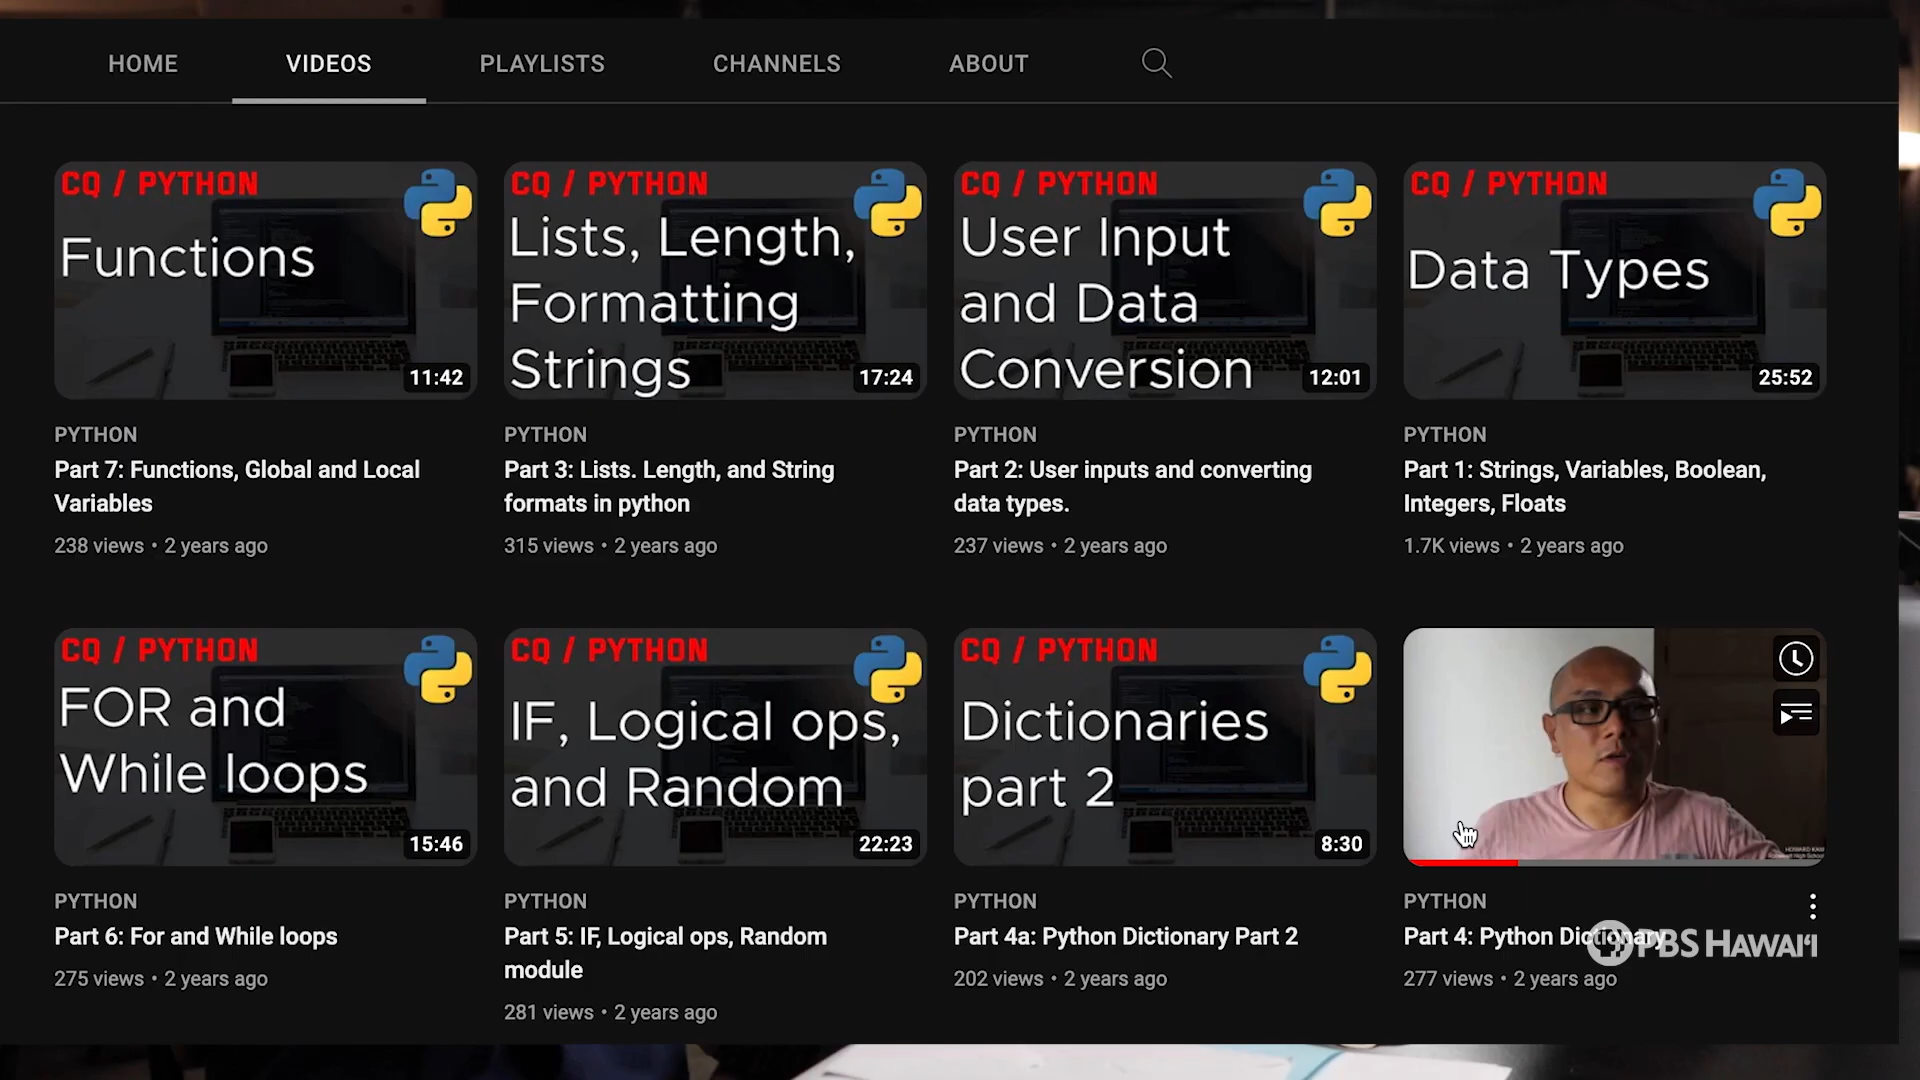 HOME VIDEOS PLAYLISTS CHANNELS ABOUT
CQ / PYTHON
Functions
11:42
PYTHON
Part 7: Functions, Global and Local
Variables
238 views • 2 years ago
CQ / PYTHON
Lists, Length,
Formatting
Strings
17:24
PYTHON
Part 3: Lists. Length, and String
formats in python
315 views • 2 years ago
CQ / PYTHON
User Input
and Data
Conversion
12:01
PYTHON
Part 2: User inputs and converting
data types.
237 views • 2 years ago
CQ / PYTHON
Data Types
25:52
PYTHON
Part 1: Strings, Variables, Boolean,
Integers, Floats
1.7K views • 2 years ago
CQ / PYTHON
FOR and
While loops
15:46
PYTHON
Part 6: For and While loops
275 views • 2 years ago
CQ / PYTHON
IF, Logical ops,
and Random
22:23
PYTHON
Part 5: IF, Logical ops, Random
module
281 views • 2 years ago
CQ / PYTHON
Dictionaries
part 2
8:30
PYTHON
Part 4a: Python Dictionary Part 2
202 views • 2 years ago
PYTHON
Part 4: Python Dictionary
277 views • 2 years ago
PBS HAWAI‘I